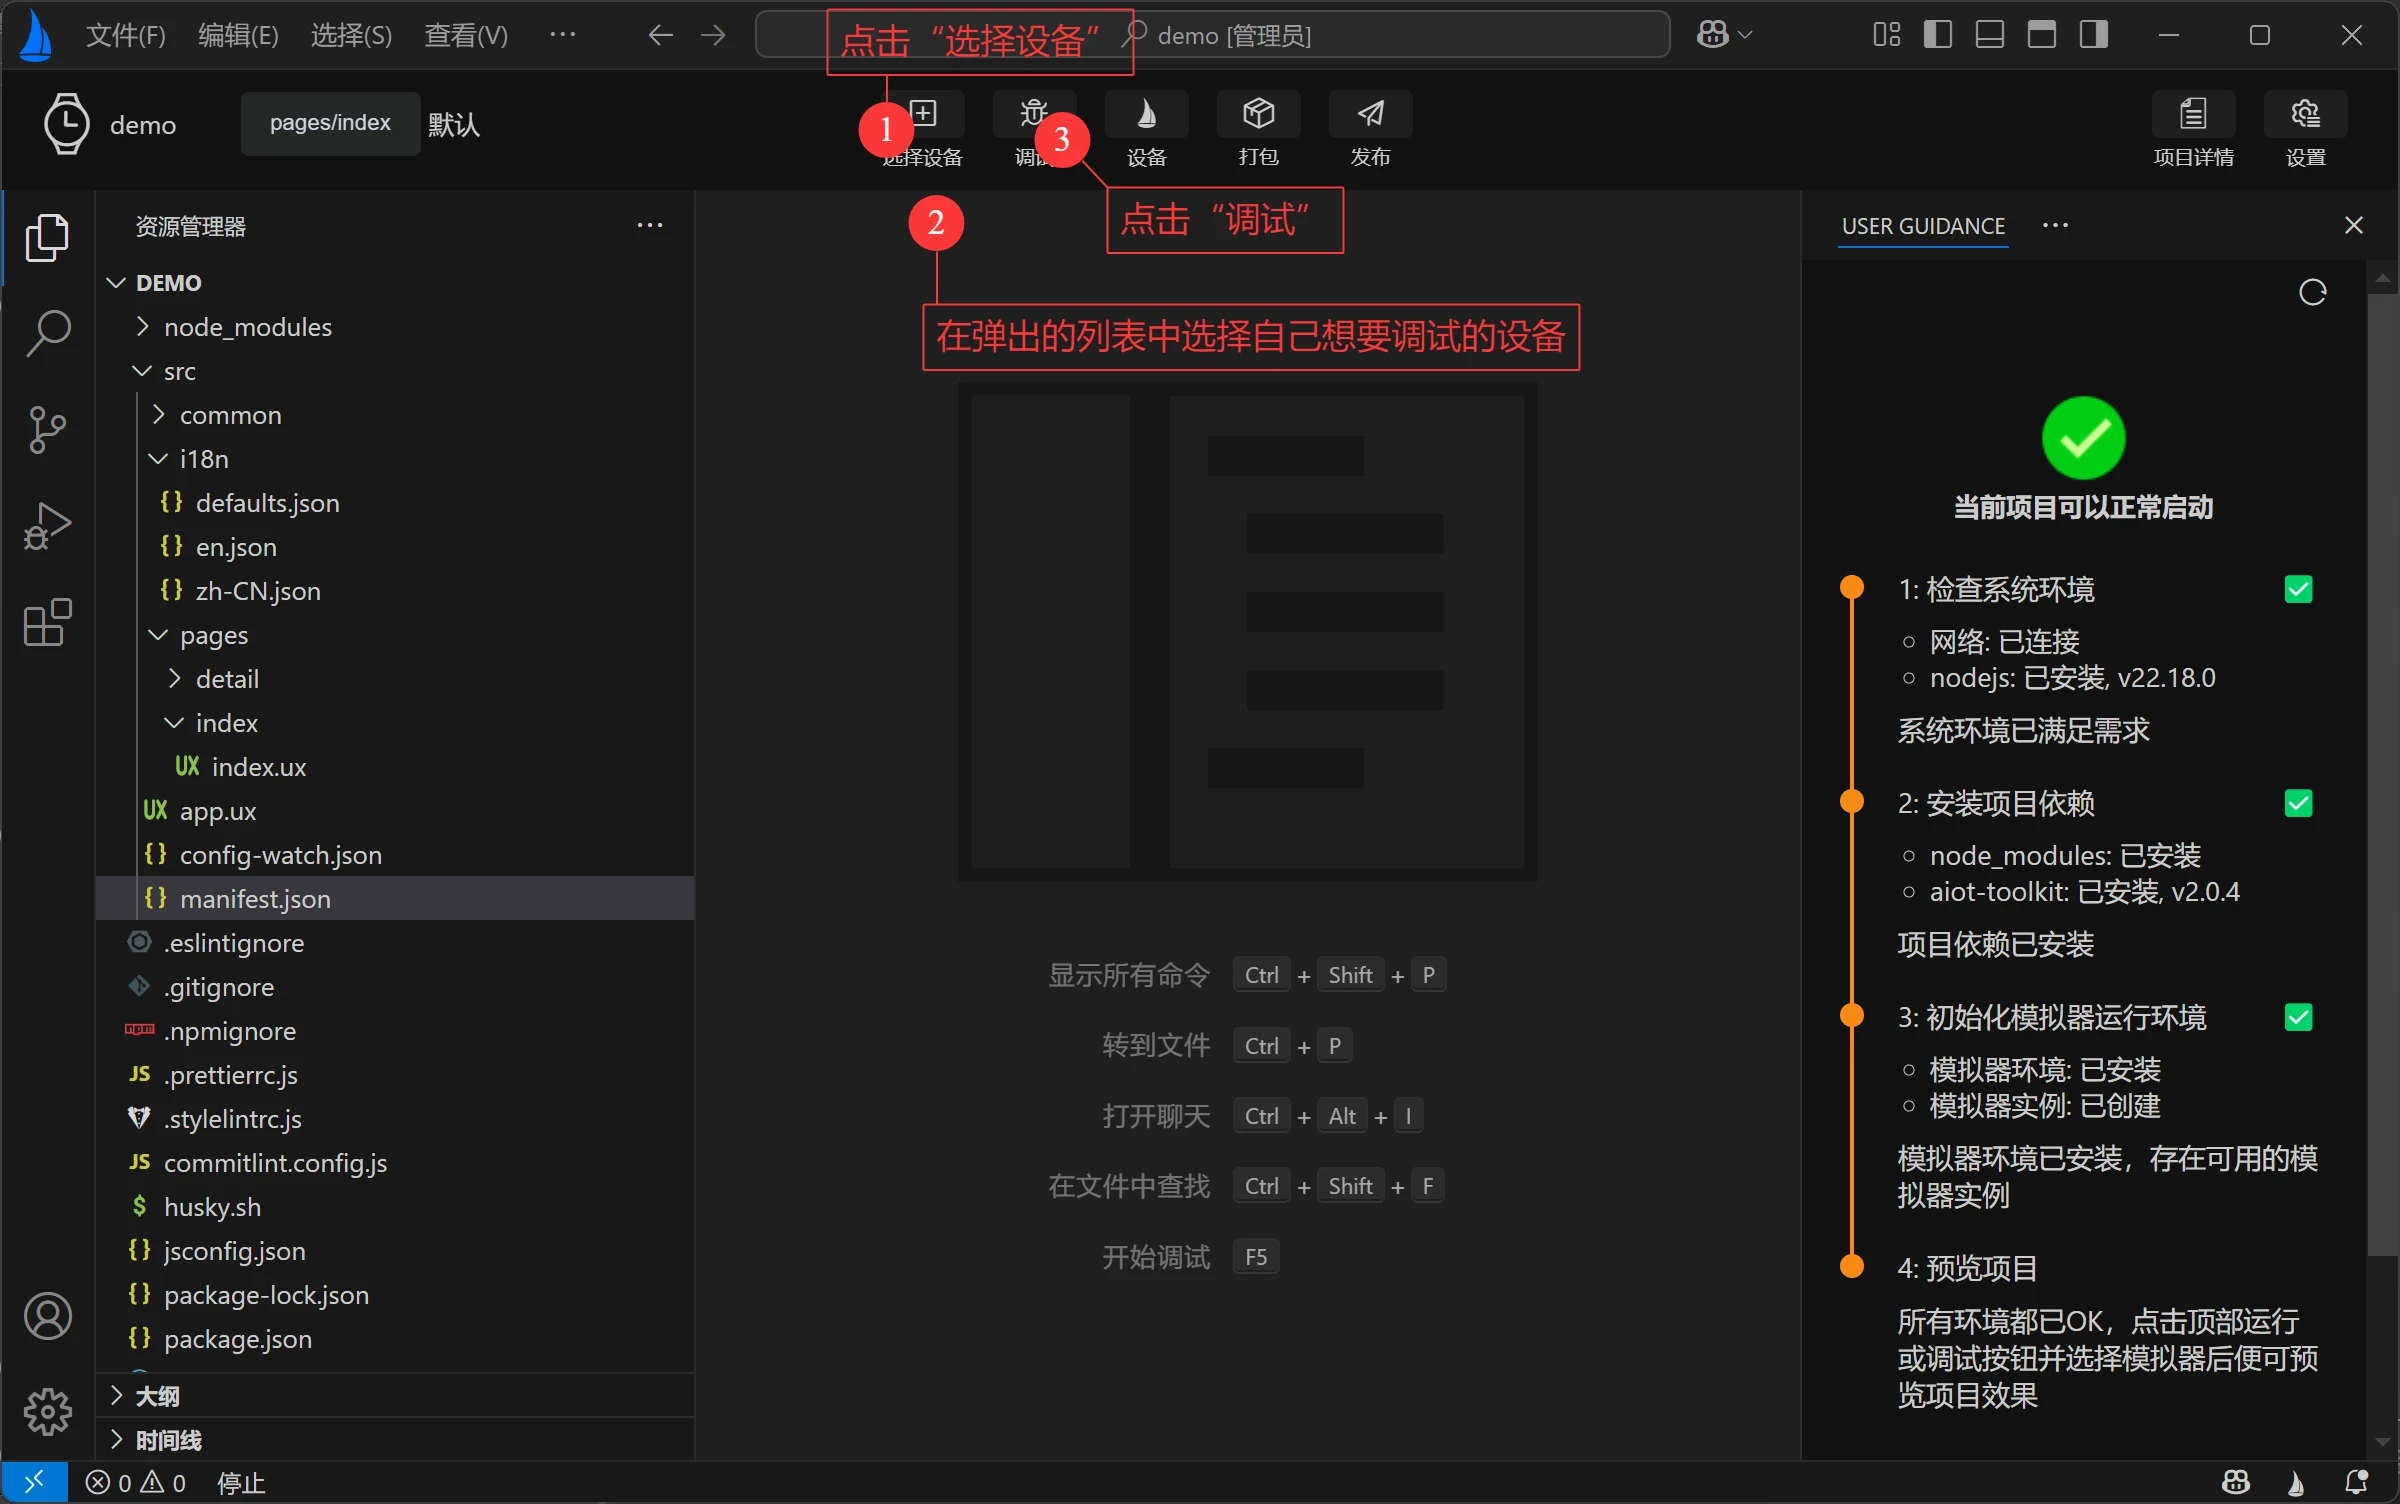 文件(F) 编辑(E) 选择(S) 查看(V) ···
点击“选择设备”
demo [管理员]
demo
pages/index
默认
1
选择设备
调试
3
设备
打包
发布
项目详情
设置
资源管理器
2
点击“调试”
USER GUIDANCE
在弹出的列表中选择自己想要调试的设备
DEMO
node_modules
src
common
i18n
{} defaults.json
{} en.json
{} zh-CN.json
pages
detail
index
UX index.ux
UX app.ux
{} config-watch.json
{} manifest.json
.eslintignore
.gitignore
npm .npmignore
JS .prettierrc.js
.stylelintrc.js
JS commitlint.config.js
$ husky.sh
{} jsconfig.json
{} package-lock.json
{} package.json
大纲
时间线
显示所有命令 Ctrl + Shift + P
转到文件 Ctrl + P
打开聊天 Ctrl + Alt + I
在文件中查找 Ctrl + Shift + F
开始调试 F5
当前项目可以正常启动
1: 检查系统环境
网络: 已连接
nodejs: 已安装, v22.18.0
系统环境已满足需求
2: 安装项目依赖
node_modules: 已安装
aiot-toolkit: 已安装, v2.0.4
项目依赖已安装
3: 初始化模拟器运行环境
模拟器环境: 已安装
模拟器实例: 已创建
模拟器环境已安装，存在可用的模
拟器实例
4: 预览项目
所有环境都已OK，点击顶部运行
或调试按钮并选择模拟器后便可预
览项目效果
0 0 停止